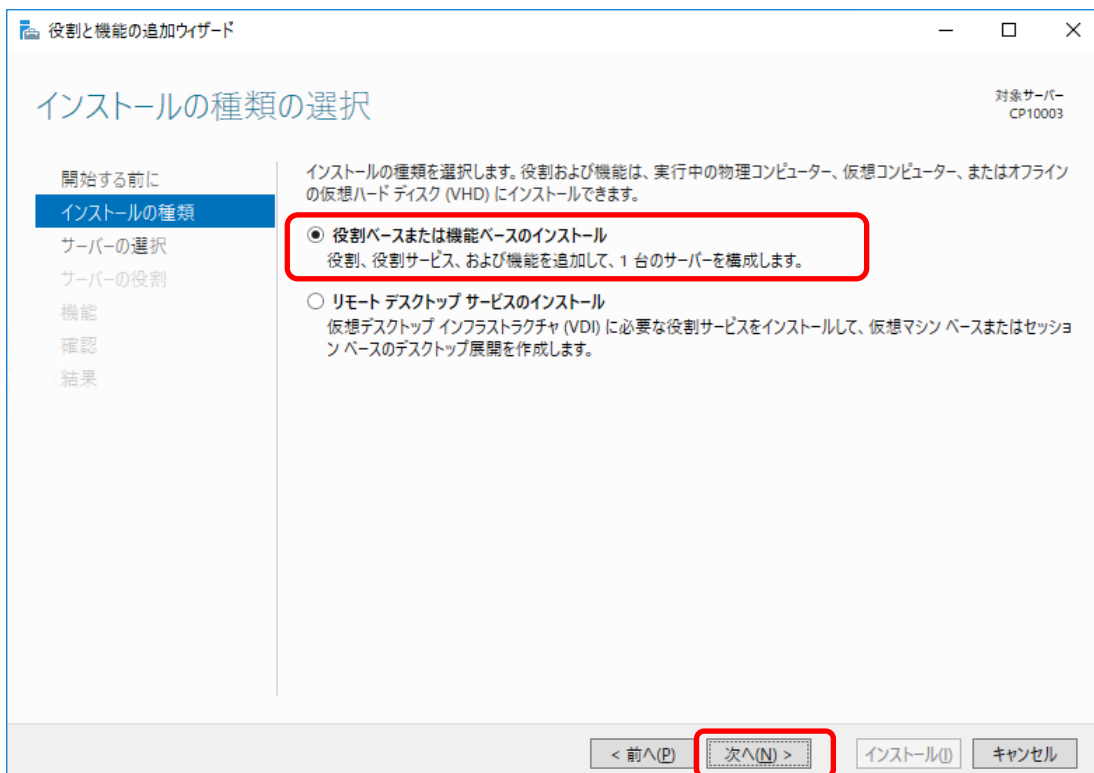 役割と機能の追加ウィザード
インストールの種類の選択
対象サーバー
CP10003
開始する前に
インストールの種類
サーバーの選択
サーバーの役割
機能
確認
結果
インストールの種類を選択します。役割および機能は、実行中の物理コンピューター、仮想コンピューター、またはオフライン
の仮想ハード ディスク (VHD) にインストールできます。
役割ベースまたは機能ベースのインストール
役割、役割サービス、および機能を追加して、1 台のサーバーを構成します。
リモート デスクトップ サービスのインストール
仮想デスクトップ インフラストラクチャ (VDI) に必要な役割サービスをインストールして、仮想マシン ベースまたはセッショ
ン ベースのデスクトップ展開を作成します。
< 前へ(P)
次へ(N) >
インストール(I)
キャンセル